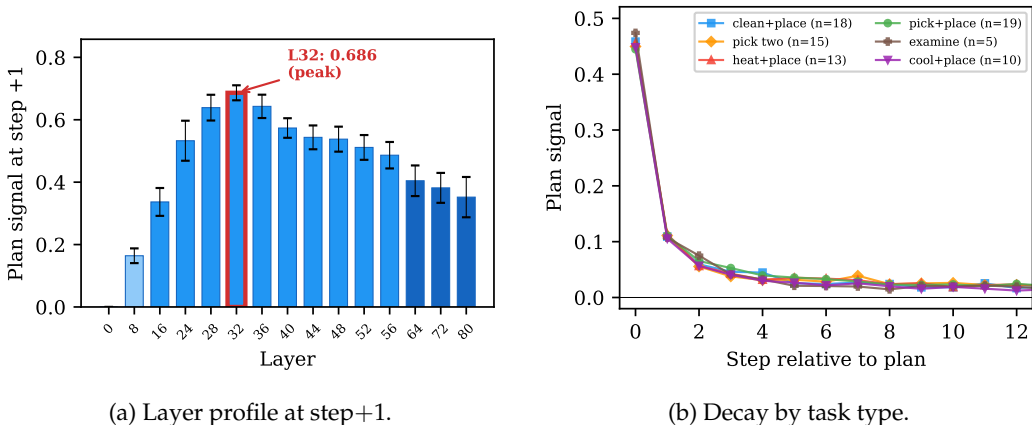 L32: 0.686
(peak)
Plan signal at step +1
0.8
0.6
0.4
0.2
0.0
0 8 16 24 28 32 36 40 44 48 52 56 64 72 80
Layer
(a) Layer profile at step+1.
clean+place (n=18)
pick two (n=15)
heat+place (n=13)
pick+place (n=19)
examine (n=5)
cool+place (n=10)
Plan signal
0.5
0.4
0.3
0.2
0.1
0.0
0 2 4 6 8 10 12
Step relative to plan
(b) Decay by task type.